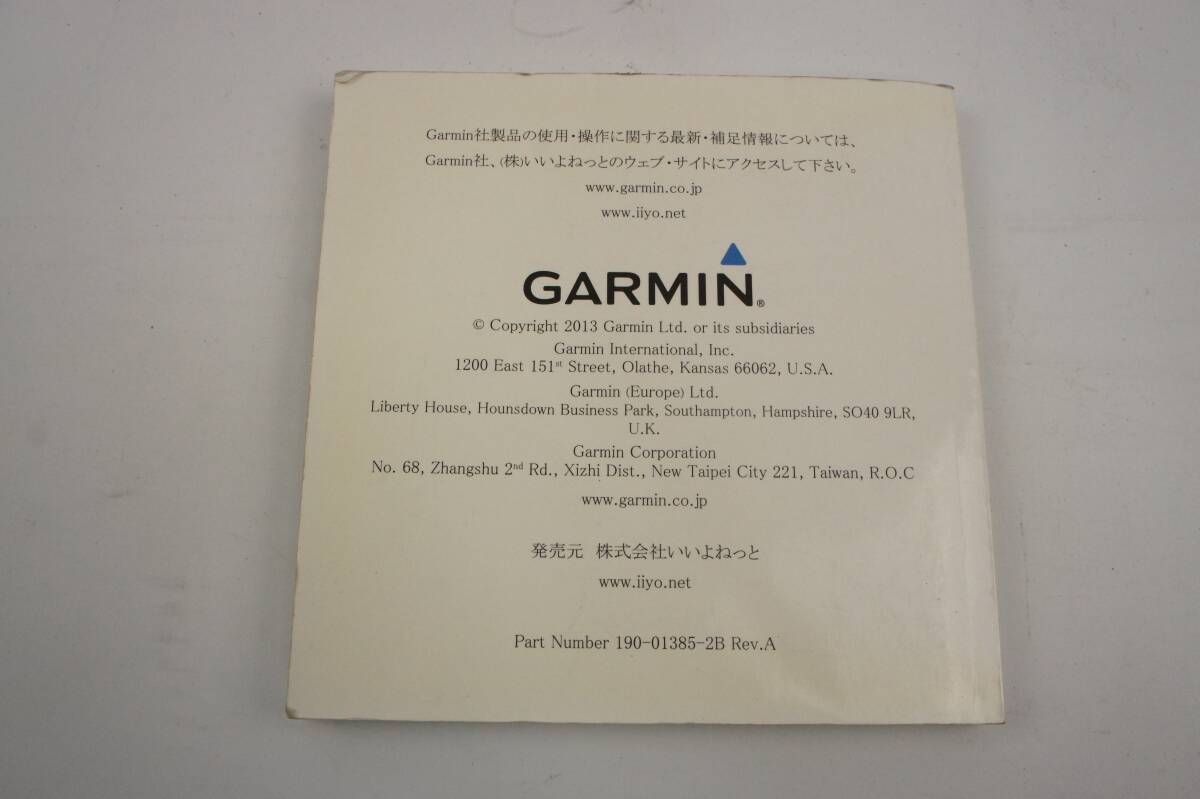 Garmin社製品の使用・操作に関する最新・補足情報については、
Garmin社、(株)いいよねっとのウェブ・サイトにアクセスして下さい。
www.garmin.co.jp
www.iiyo.net
GARMIN®
© Copyright 2013 Garmin Ltd. or its subsidiaries
Garmin International, Inc.
1200 East 151st Street, Olathe, Kansas 66062, U.S.A.
Garmin (Europe) Ltd.
Liberty House, Hounsdown Business Park, Southampton, Hampshire, SO40 9LR,
U.K.
Garmin Corporation
No. 68, Zhangshu 2nd Rd., Xizhi Dist., New Taipei City 221, Taiwan, R.O.C
www.garmin.co.jp
発売元 株式会社いいよねっと
www.iiyo.net
Part Number 190-01385-2B Rev.A